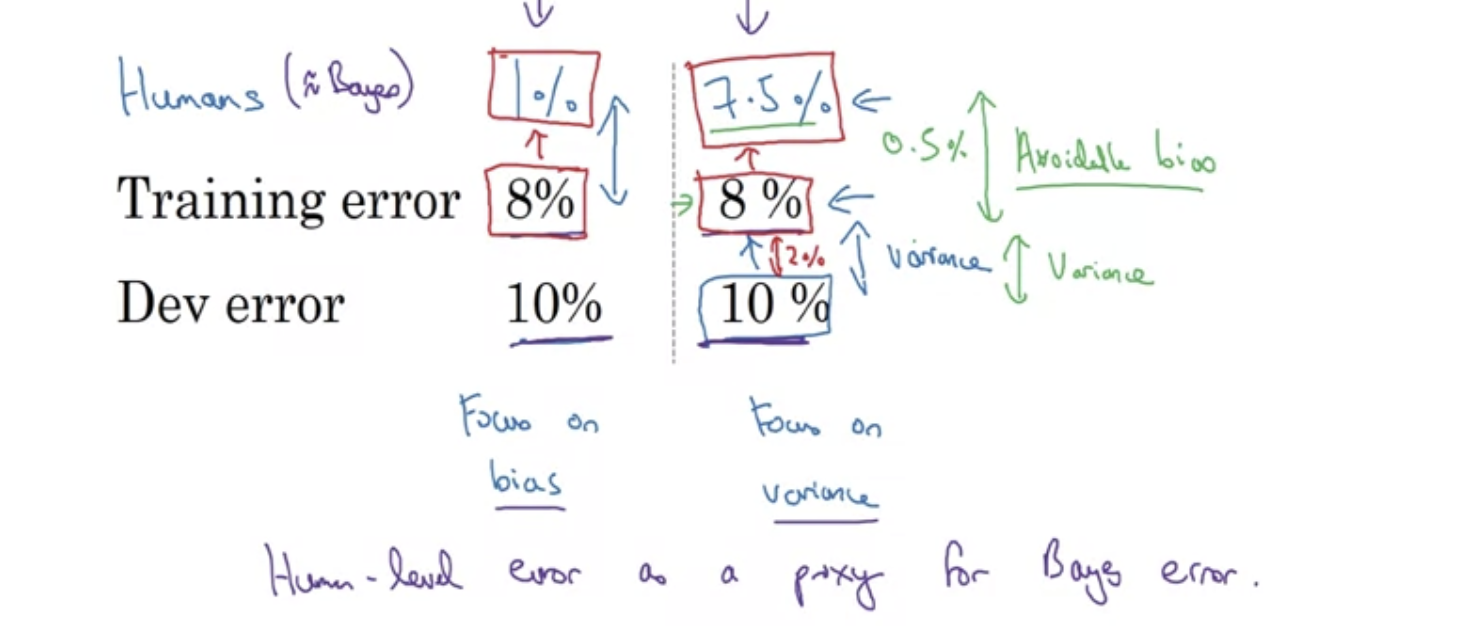 Humans (≈ Bayes) 1% 7.5%
0.5% Avoidable bias
Training error 8% 8 %
2% variance Variance
Dev error 10% 10 %
Focus on Focus on
bias variance
Human-level error as a proxy for Bayes error.